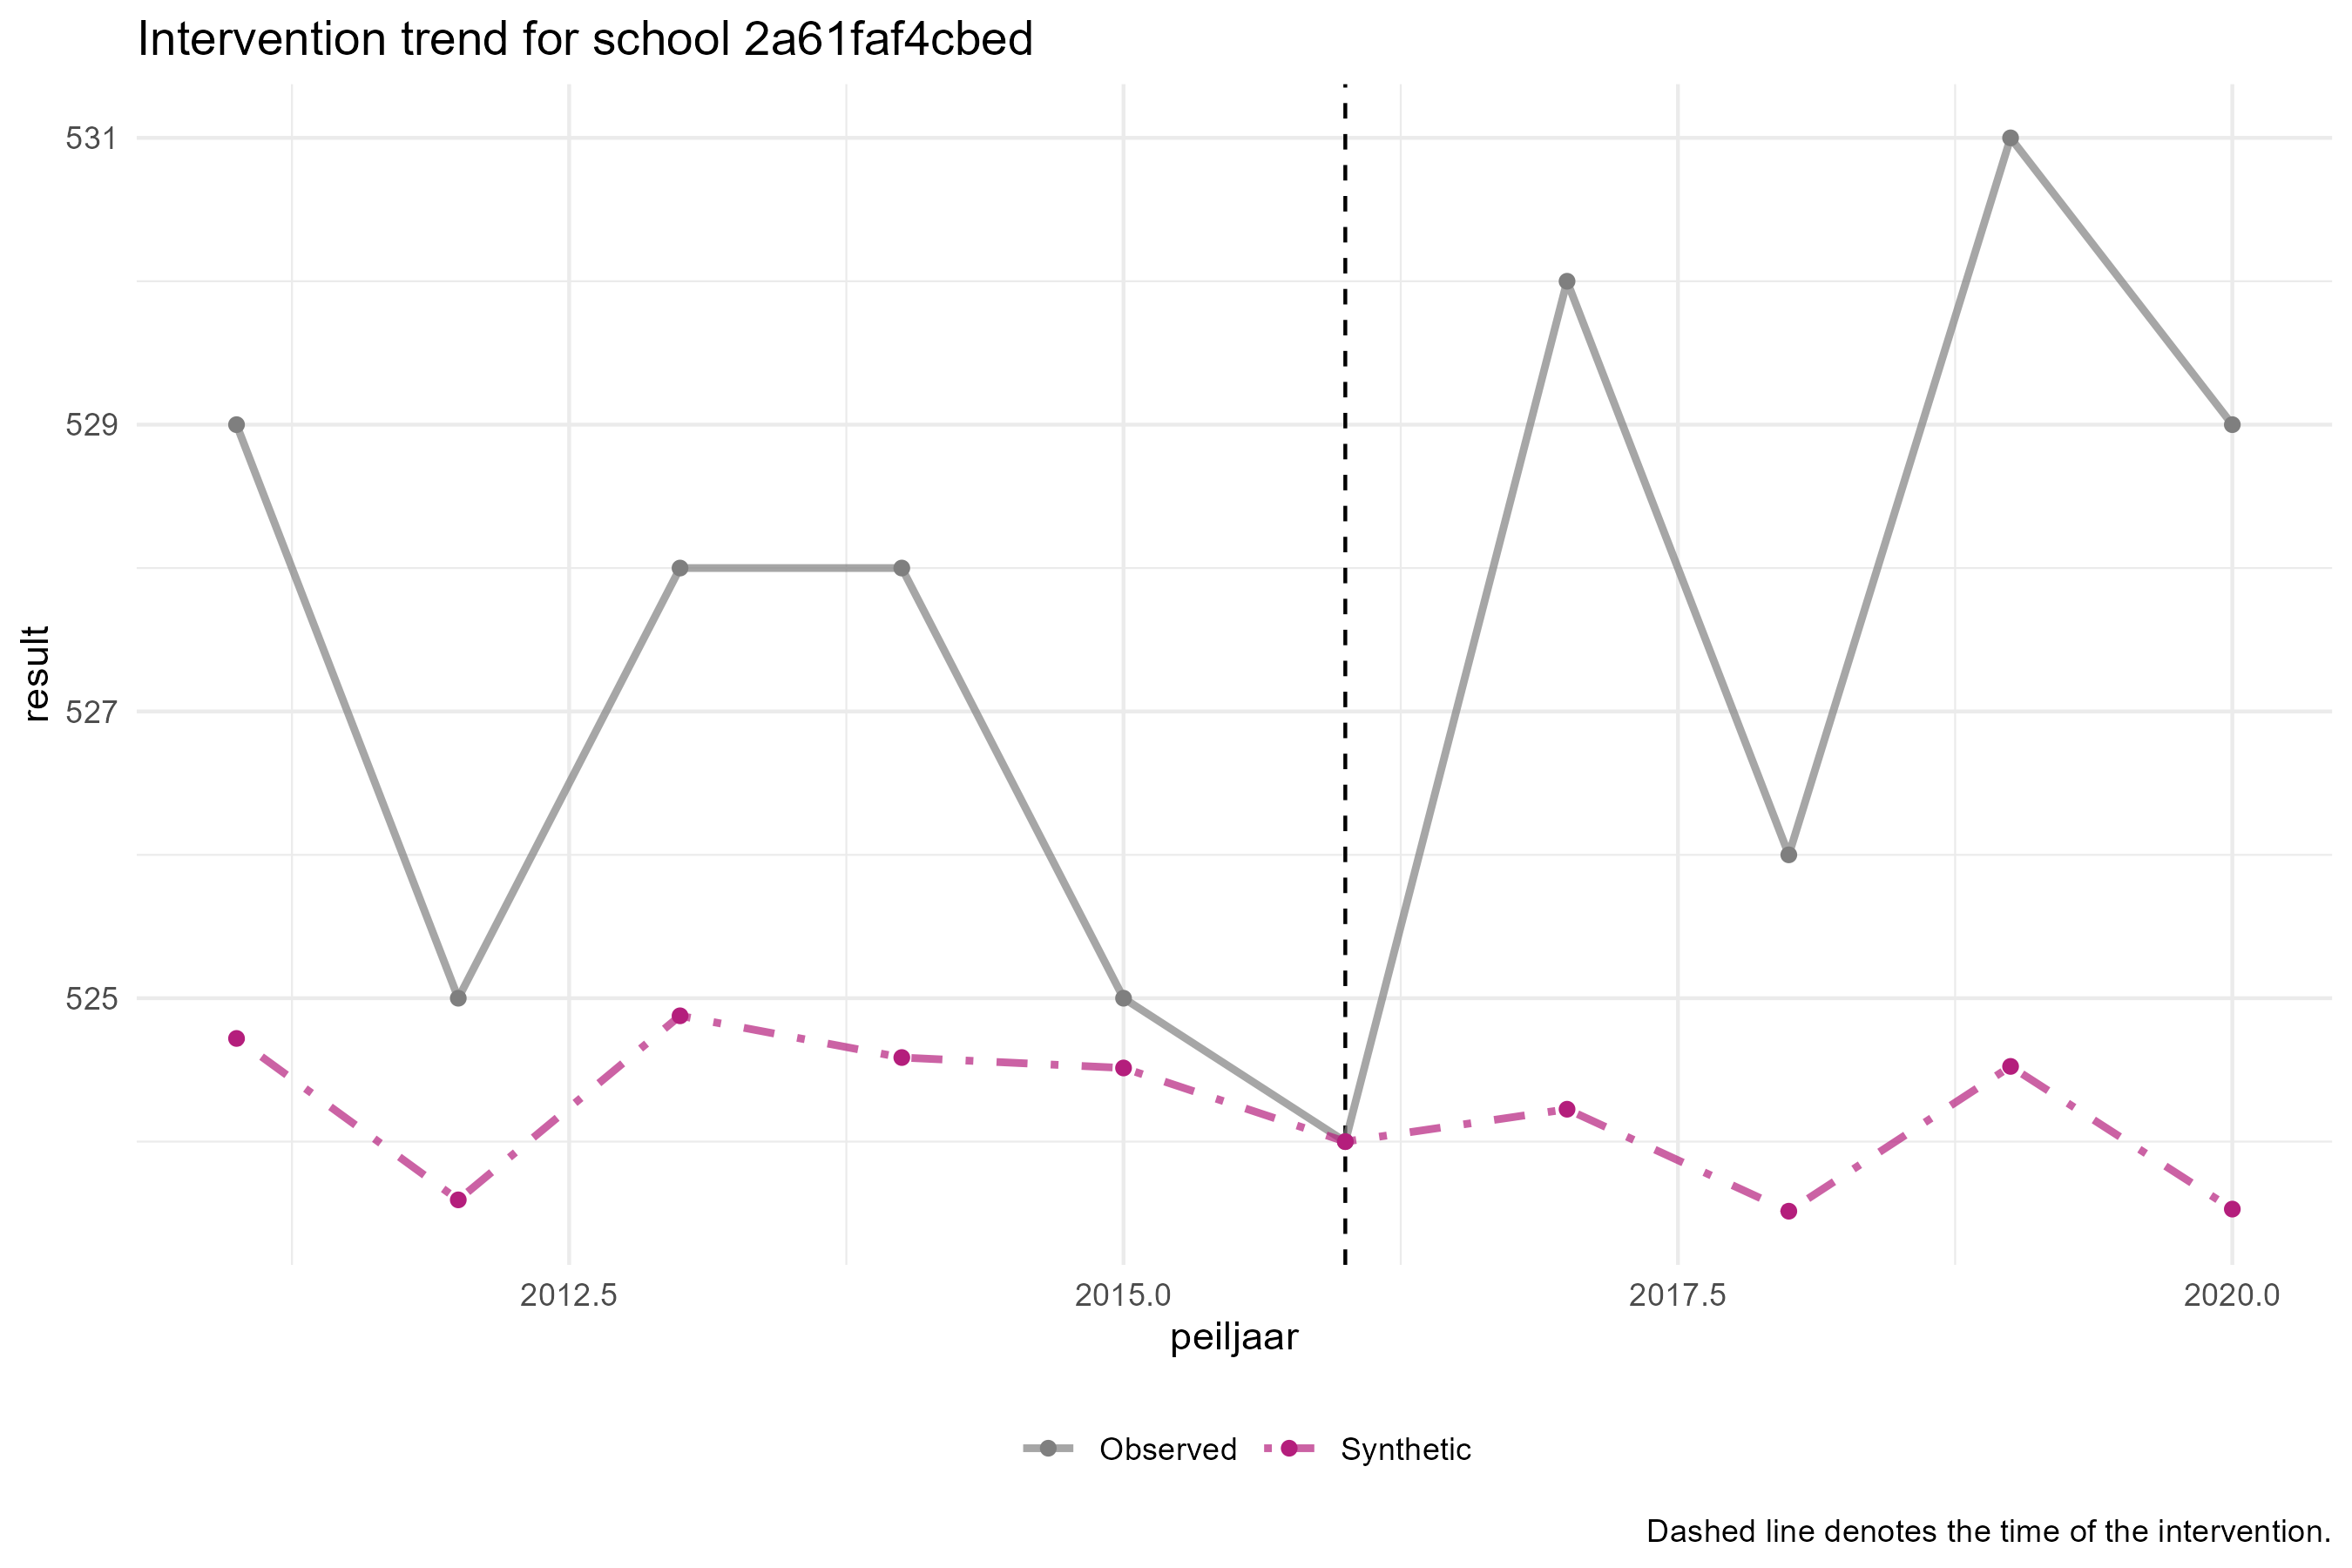 Intervention trend for school 2a61faf4cbed
531
529
527
525
result
2012.5 2015.0 2017.5 2020.0
peiljaar
Observed Synthetic
Dashed line denotes the time of the intervention.